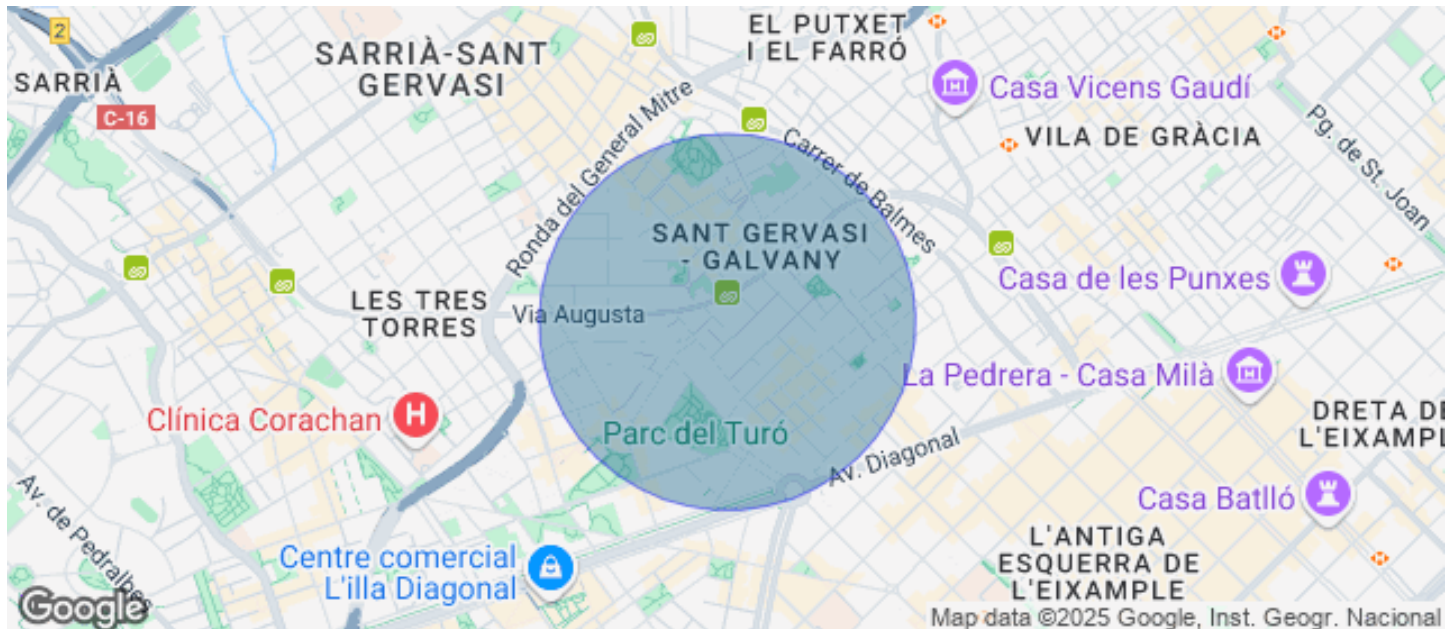 EL PUTXET
I EL FARRÓ
2
SARRIÀ-SANT
GERVASI
SARRIÀ
C-16
Casa Vicens Gaudí
VILA DE GRÀCIA
Pg. de St. Joan
Ronda del General Mitre
Carrer de Balmes
SANT GERVASI
- GALVANY
Casa de les Punxes
LES TRES
TORRES
Via Augusta
La Pedrera - Casa Milà
Clínica Corachan
H
Parc del Turó
DRETA DE
L'EIXAMPL
Av. Diagonal
Av. de Pedralbes
Casa Batlló
Centre comercial
L'illa Diagonal
L'ANTIGA
ESQUERRA DE
L'EIXAMPLE
Google
Map data ©2025 Google, Inst. Geogr. Nacional